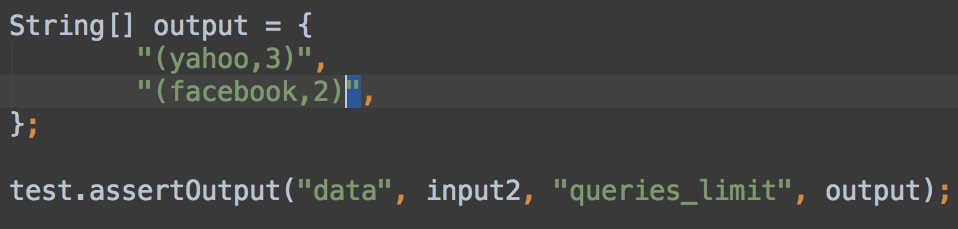 String[] output = {
"(yahoo,3)",
"(facebook,2)",
};
test.assertOutput("data", input2, "queries_limit", output);